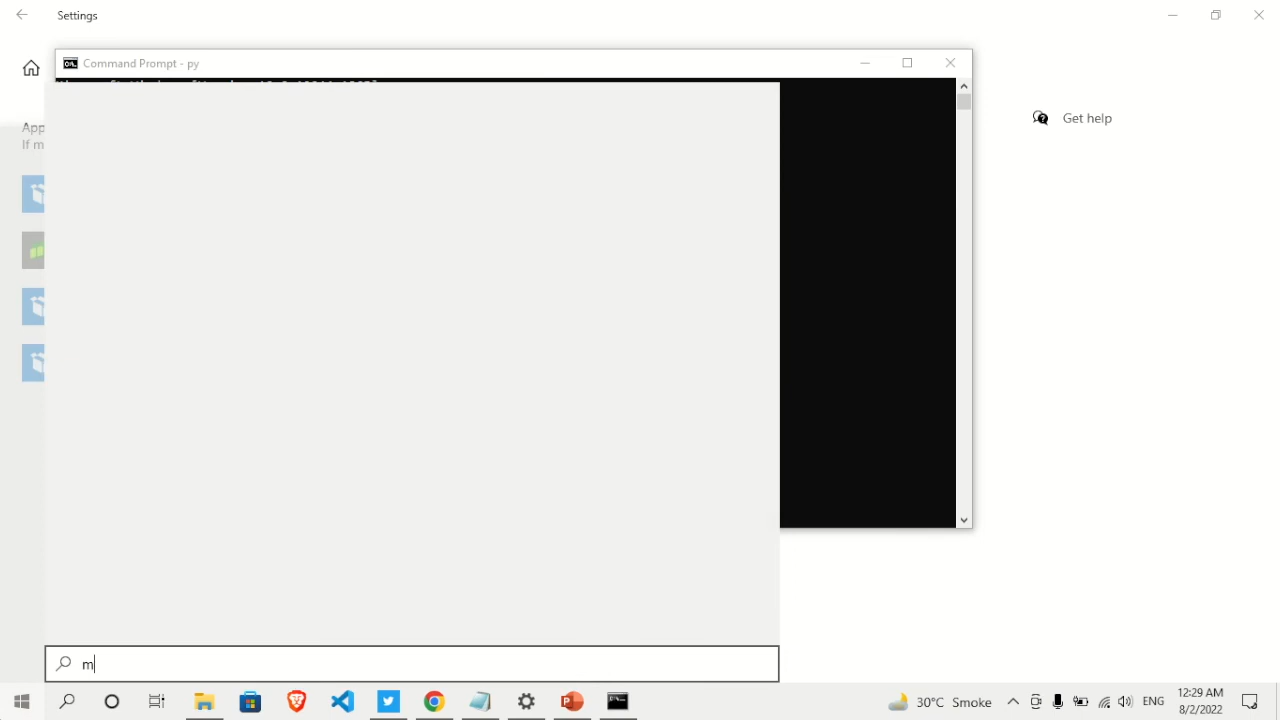 Settings
Command Prompt - py
App
If m
Get help
m
30°C Smoke
ENG
12:29 AM
8/2/2022